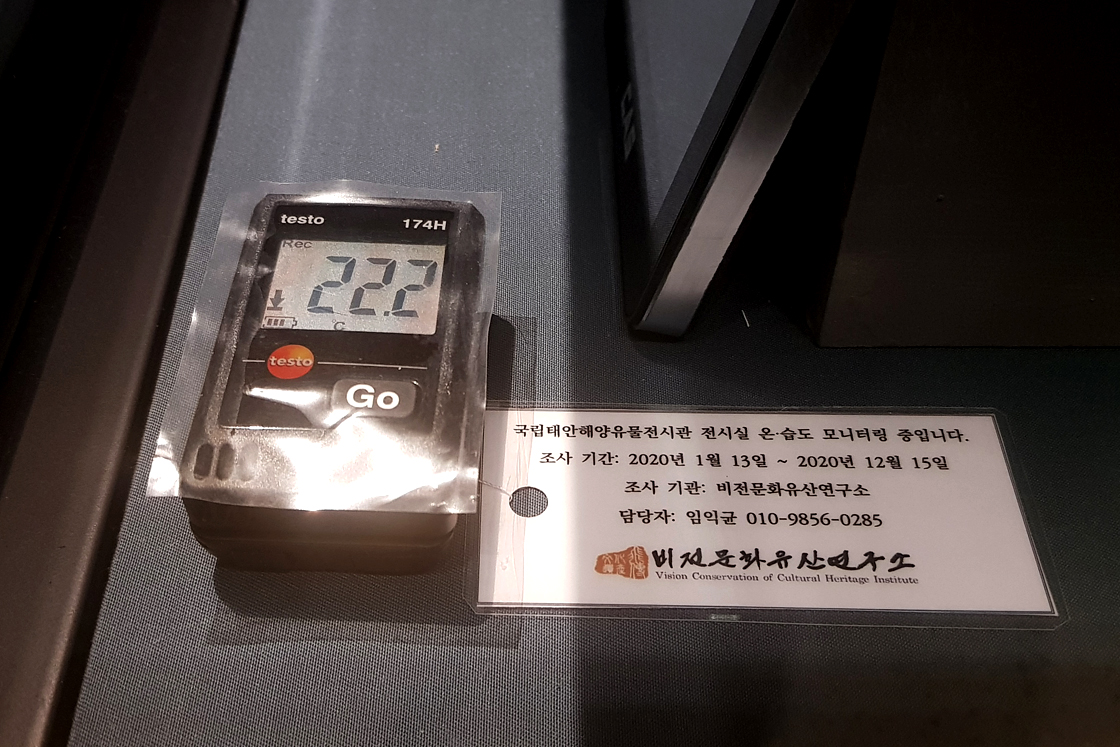 testo 174H
Rec
22.2
°C
testo
Go
국립태안해양유물전시관 전시실 온·습도 모니터링 중입니다.
조사 기간: 2020년 1월 13일 ~ 2020년 12월 15일
조사 기관: 비전문화유산연구소
담당자: 임익균 010-9856-0285
비전문화유산연구소
Vision Conservation of Cultural Heritage Institute